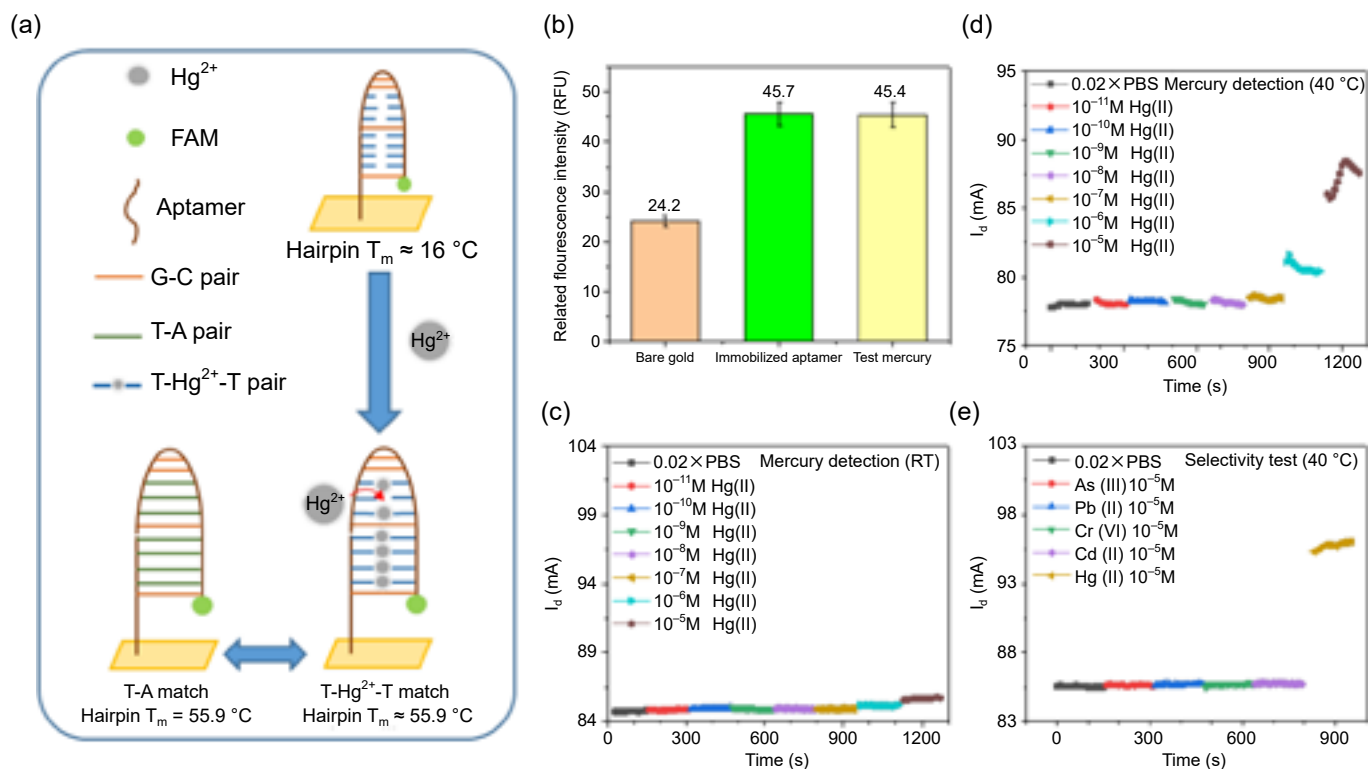 (a)
Hg2+
FAM
Aptamer
G-C pair
T-A pair
T-Hg2+-T pair
Hairpin Tm ≈ 16 °C
Hg2+
Hg2+
T-A match
Hairpin Tm = 55.9 °C
T-Hg2+-T match
Hairpin Tm ≈ 55.9 °C
(b)
Related flourescence intensity (RFU)
50
40
30
20
10
0
24.2
45.7
45.4
Bare gold
Immobilized aptamer
Test mercury
(c)
Id (mA)
104
99
94
89
84
0.02×PBS Mercury detection (RT)
10−11M Hg(II)
10−10M Hg(II)
10−9M Hg(II)
10−8M Hg(II)
10−7M Hg(II)
10−6M Hg(II)
10−5M Hg(II)
0 300 600 900 1200
Time (s)
(d)
Id (mA)
95
91
87
83
80
75
0.02×PBS Mercury detection (40 °C)
10−11M Hg(II)
10−10M Hg(II)
10−9M Hg(II)
10−8M Hg(II)
10−7M Hg(II)
10−6M Hg(II)
10−5M Hg(II)
0 300 600 900 1200
Time (s)
(e)
Id (mA)
103
98
93
88
83
0.02×PBS Selectivity test (40 °C)
As (III) 10−5M
Pb (II) 10−5M
Cr (VI) 10−5M
Cd (II) 10−5M
Hg (II) 10−5M
0 300 600 600 900
Time (s)